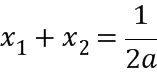 x₁ + x₂ = 1/2a